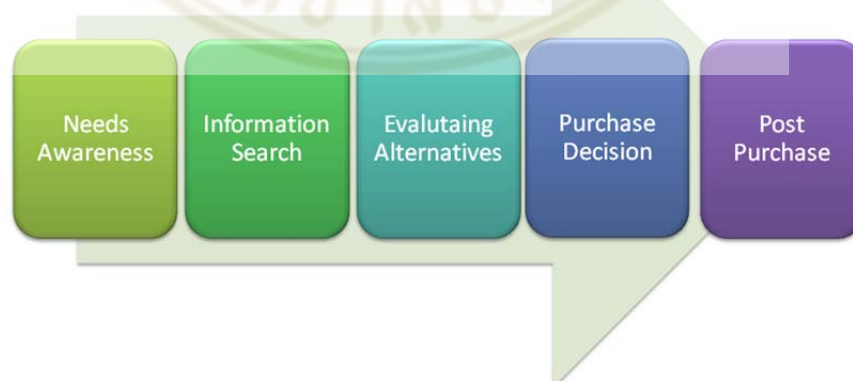 Needs
Awareness
Information
Search
Evalutaing
Alternatives
Purchase
Decision
Post
Purchase